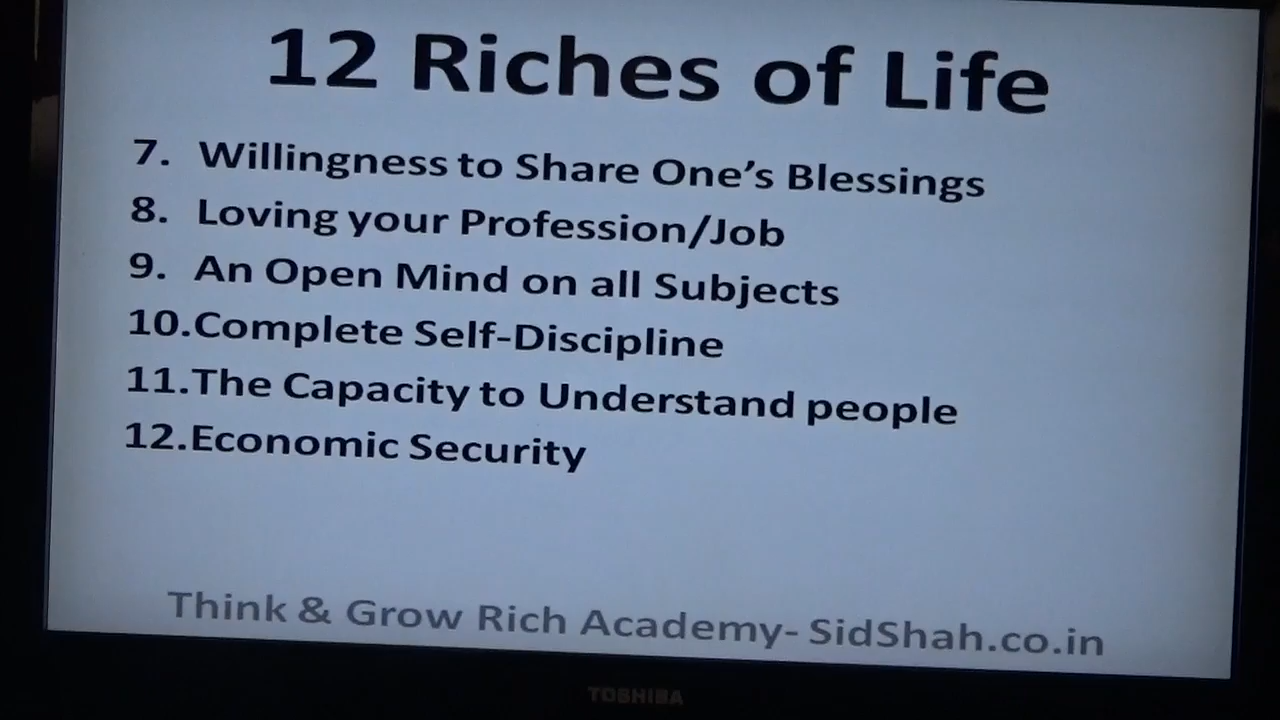 12 Riches of Life
7. Willingness to Share One's Blessings
8. Loving your Profession/Job
9. An Open Mind on all Subjects
10.Complete Self-Discipline
11.The Capacity to Understand people
12.Economic Security
Think & Grow Rich Academy- SidShah.co.in
TOSHIBA